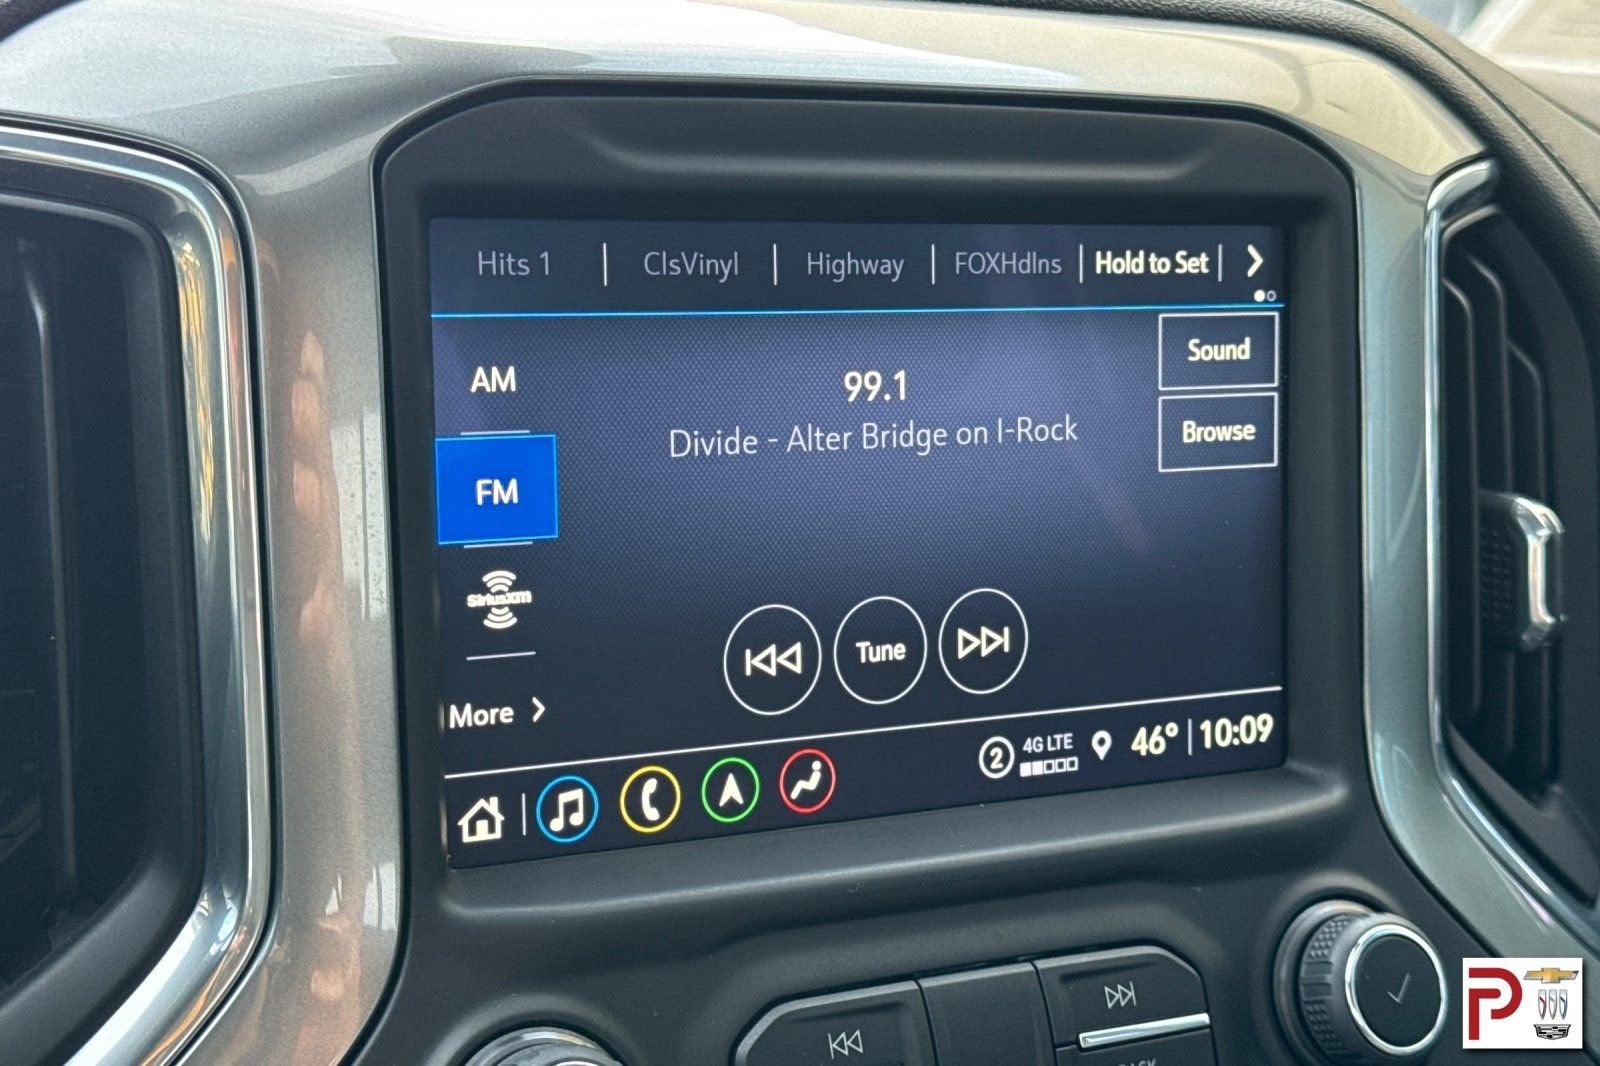 Hits 1 | ClsVinyl | Highway | FOXHdlns | Hold to Set |
AM
99.1
Sound
Divide - Alter Bridge on I-Rock
Browse
FM
SiriusXM
Tune
More
2 4G LTE 46° | 10:09
BACK
P